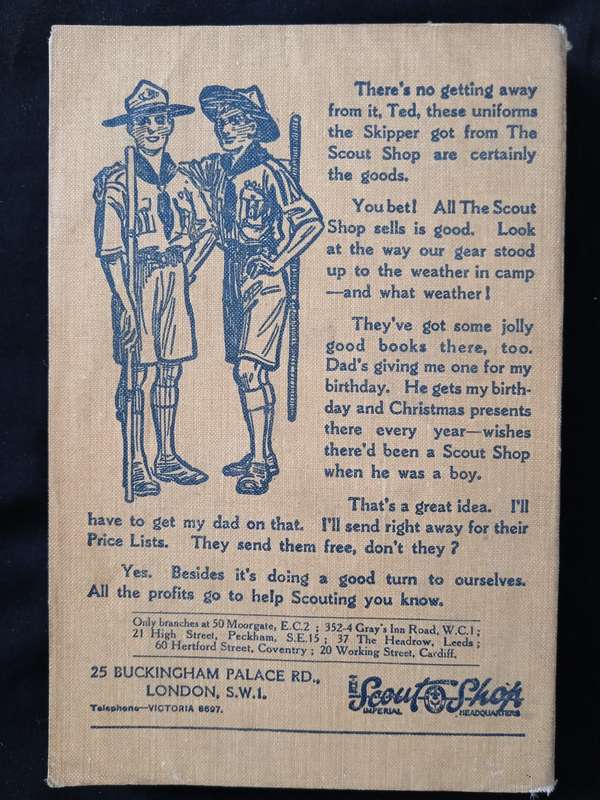 There's no getting away
from it, Ted, these uniforms
the Skipper got from The
Scout Shop are certainly
the goods.
You bet! All The Scout
Shop sells is good. Look
at the way our gear stood
up to the weather in camp
—and what weather!
They've got some jolly
good books there, too.
Dad's giving me one for my
birthday. He gets my birth-
day and Christmas presents
there every year—wishes
there'd been a Scout Shop
when he was a boy.
That's a great idea. I'll
have to get my dad on that. I'll send right away for their
Price Lists. They send them free, don't they?
Yes. Besides it's doing a good turn to ourselves.
All the profits go to help Scouting you know.
Only branches at 50 Moorgate, E.C.2 ; 352-4 Gray's Inn Road, W.C.1 ;
21 High Street, Peckham, S.E.15 ; 37 The Headrow, Leeds ;
60 Hertford Street, Coventry ; 20 Working Street, Cardiff.
25 BUCKINGHAM PALACE RD.,
LONDON, S.W.1.
Telephone—VICTORIA 8697.
THE Scout Shop
IMPERIAL HEADQUARTERS